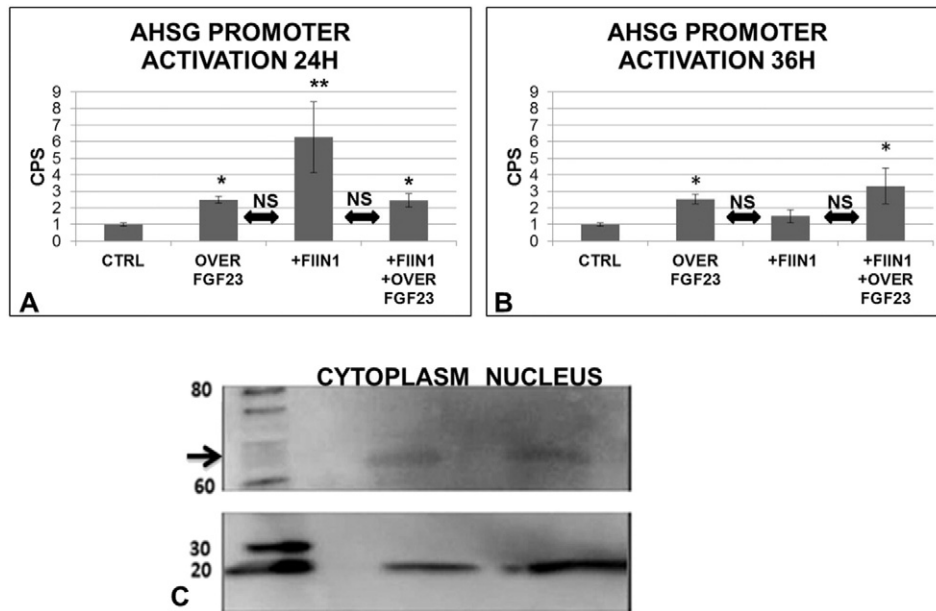 AHSG PROMOTER
ACTIVATION 24H
CPS
9
8
7
6
5
4
3
2
1
0
*
NS
**
NS
*
CTRL
OVER
FGF23
+FIIN1
+FIIN1
+OVER
FGF23
A
AHSG PROMOTER
ACTIVATION 36H
CPS
9
8
7
6
5
4
3
2
1
0
*
NS
NS
*
CTRL
OVER
FGF23
+FIIN1
+FIIN1
+OVER
FGF23
B
CYTOPLASM NUCLEUS
80
60
30
20
C